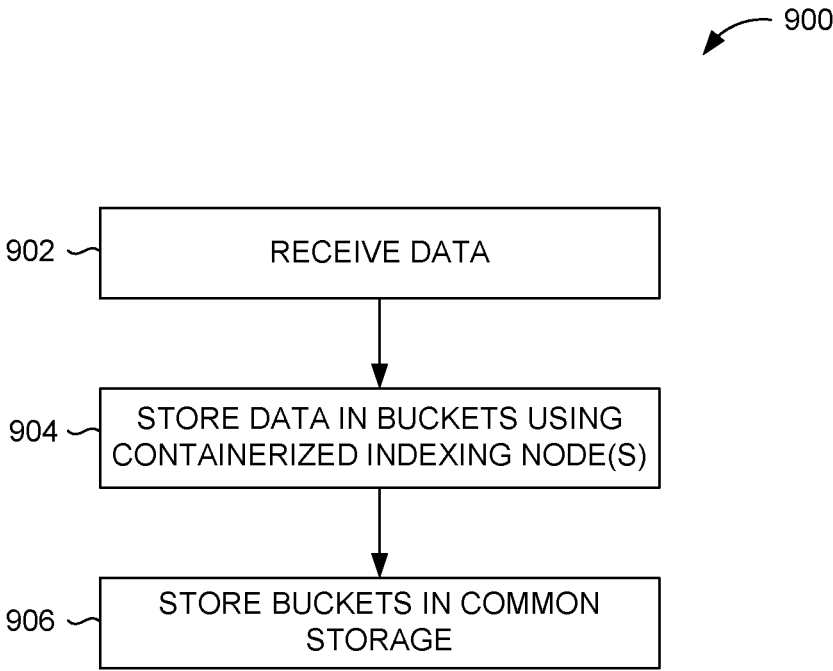 900
902
RECEIVE DATA
904
STORE DATA IN BUCKETS USING
CONTAINERIZED INDEXING NODE(S)
906
STORE BUCKETS IN COMMON
STORAGE